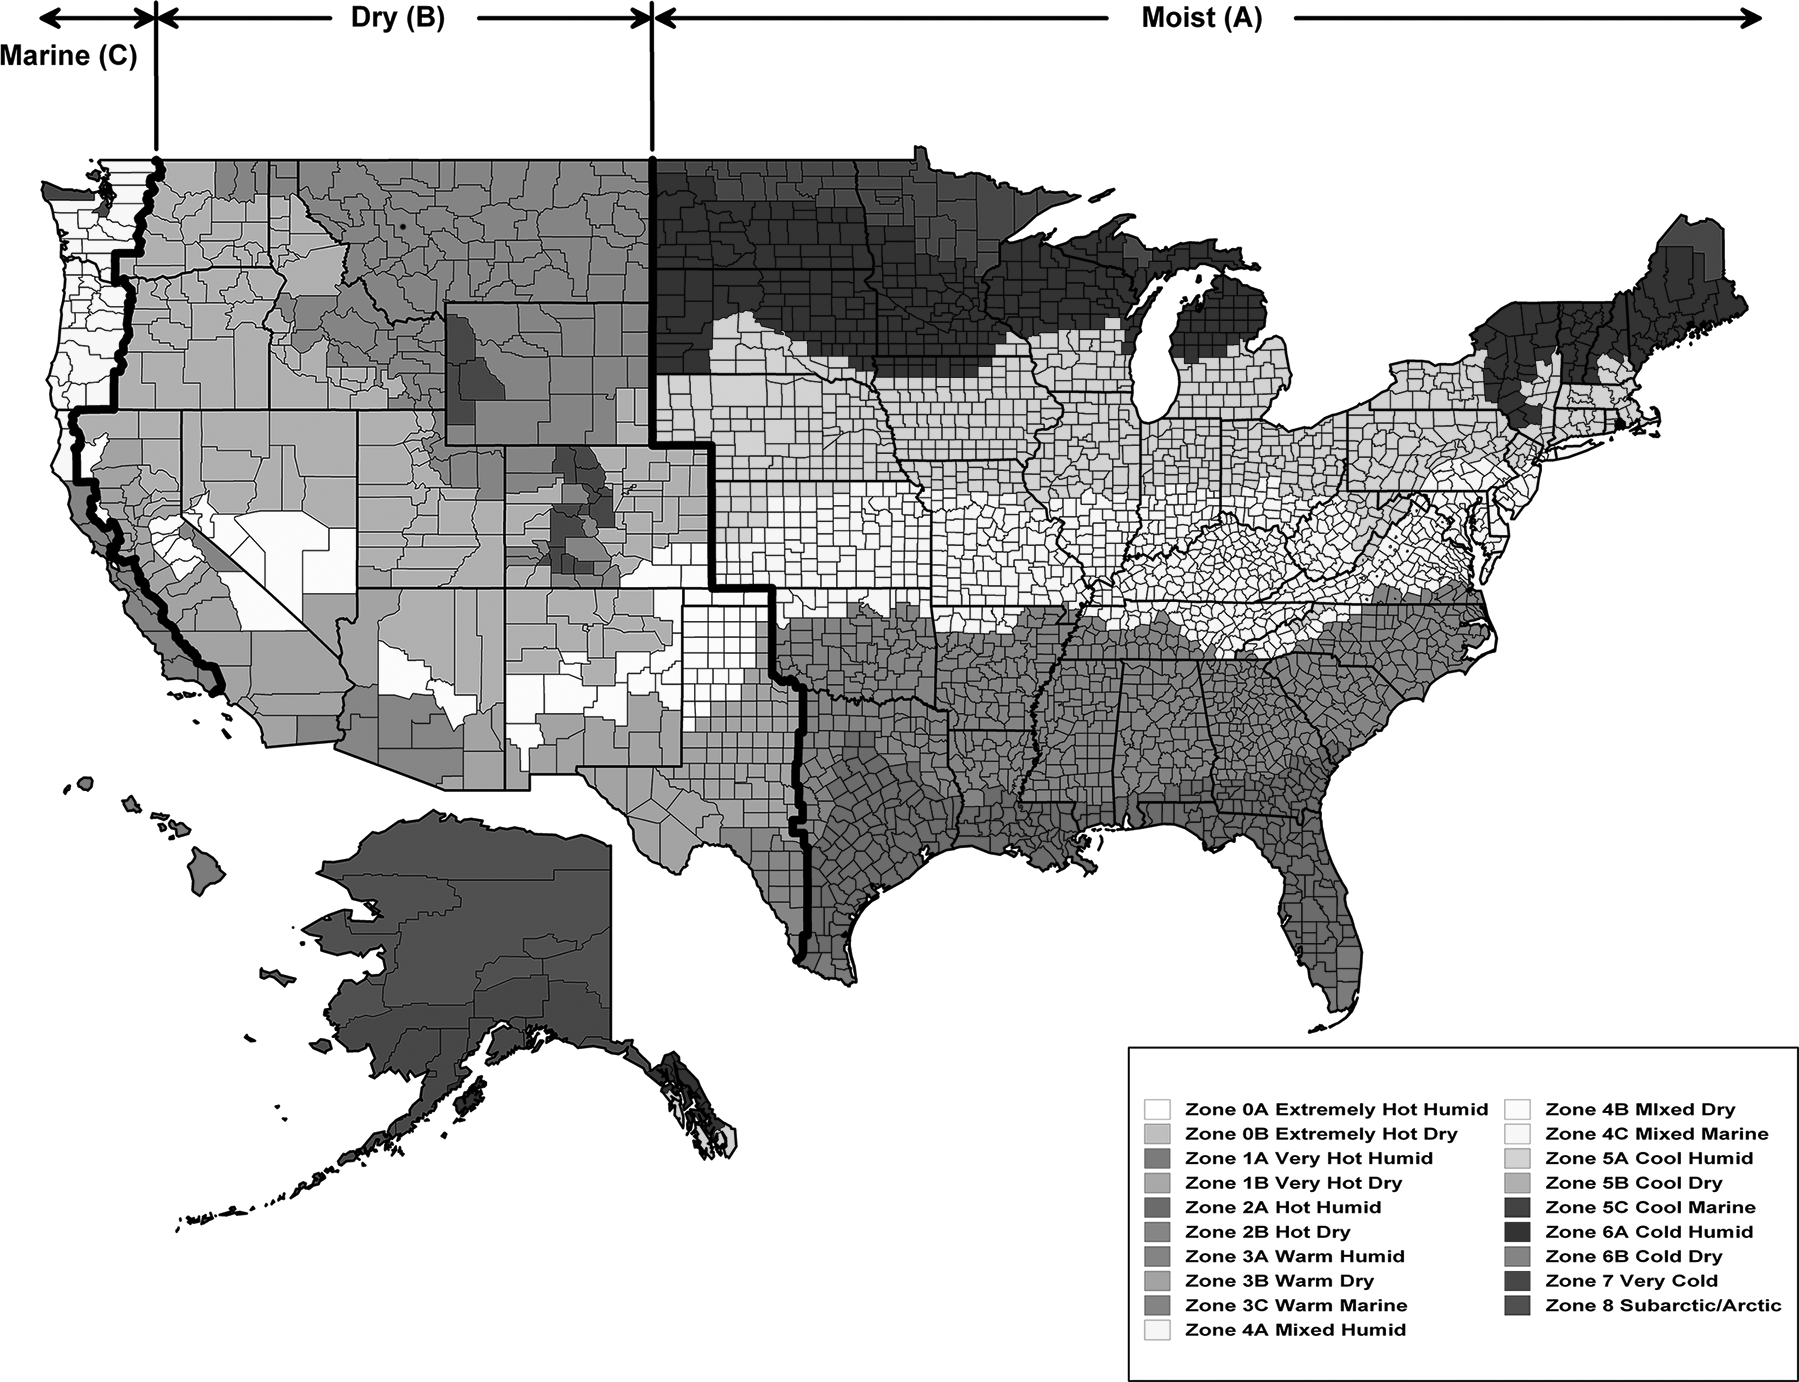 Dry (B)
Moist (A)
Marine (C)
Zone 0A Extremely Hot Humid
Zone 0B Extremely Hot Dry
Zone 1A Very Hot Humid
Zone 1B Very Hot Dry
Zone 2A Hot Humid
Zone 2B Hot Dry
Zone 3A Warm Humid
Zone 3B Warm Dry
Zone 3C Warm Marine
Zone 4A Mixed Humid
Zone 4B MIxed Dry
Zone 4C Mixed Marine
Zone 5A Cool Humid
Zone 5B Cool Dry
Zone 5C Cool Marine
Zone 6A Cold Humid
Zone 6B Cold Dry
Zone 7 Very Cold
Zone 8 Subarctic/Arctic